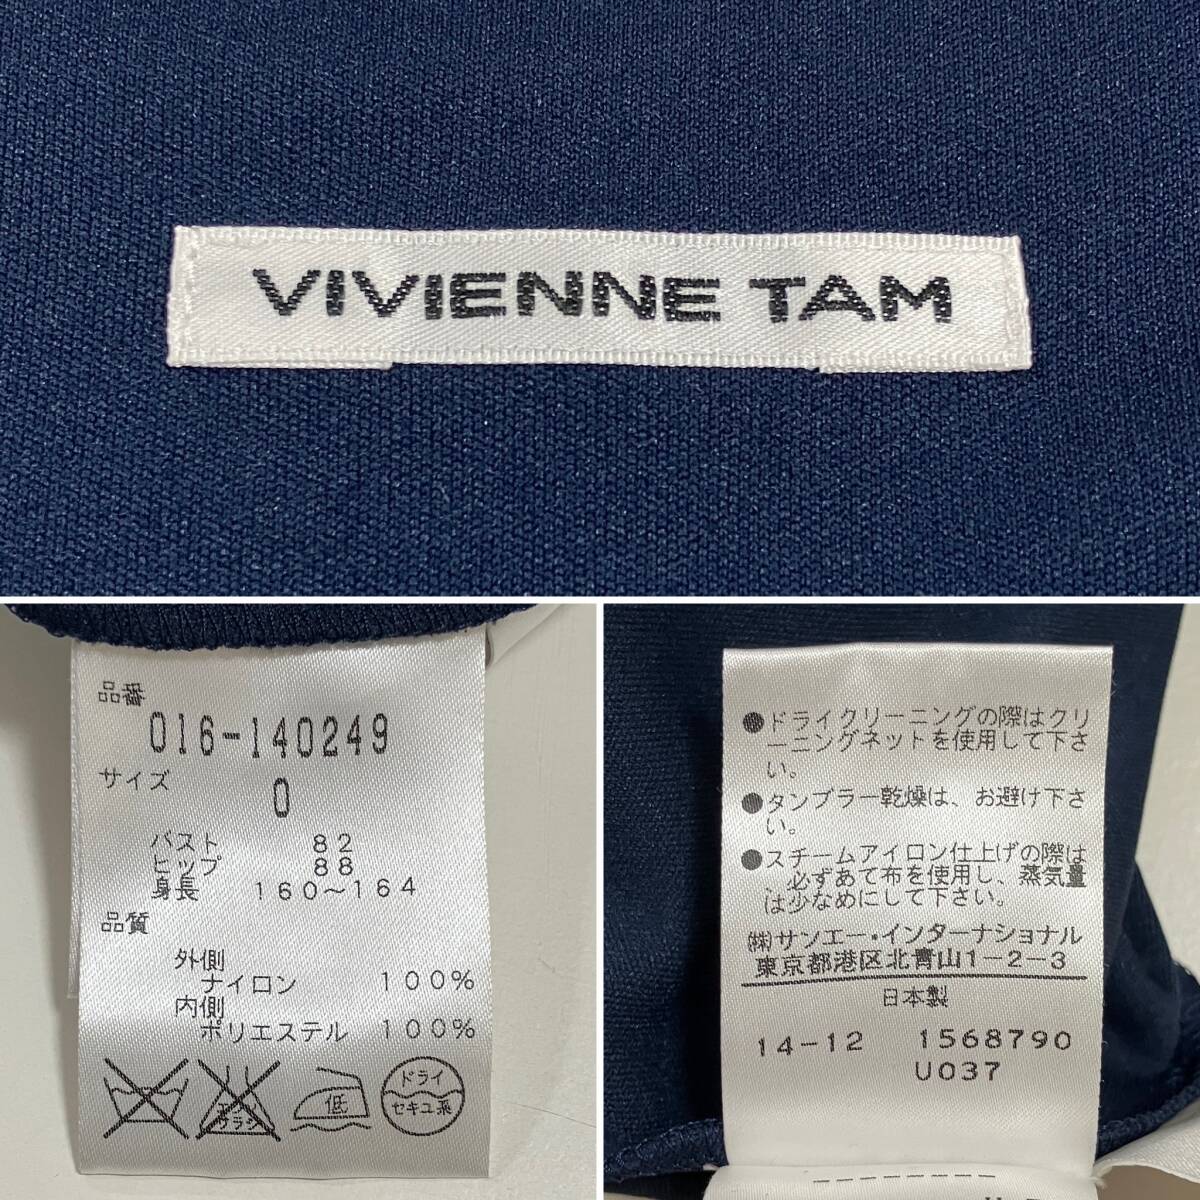 VIVIENNE TAM
品番
016-140249
サイズ
0
バスト 82
ヒップ 88
身長 160〜164
品質
外側
ナイロン 100%
内側
ポリエステル 100%
エンソ
サラシ
低
ドライ
セキユ系
●ドライクリーニングの際はクリ
ーニングネットを使用して下さ
い。
●タンブラー乾燥は、お避け下さ
い。
●スチームアイロン仕上げの際は
、必ずあて布を使用し、蒸気量
は少なめにして下さい。
㈱サンエー・インターナショナル
東京都港区北青山1-2-3
日本製
14-12 1568790
U037